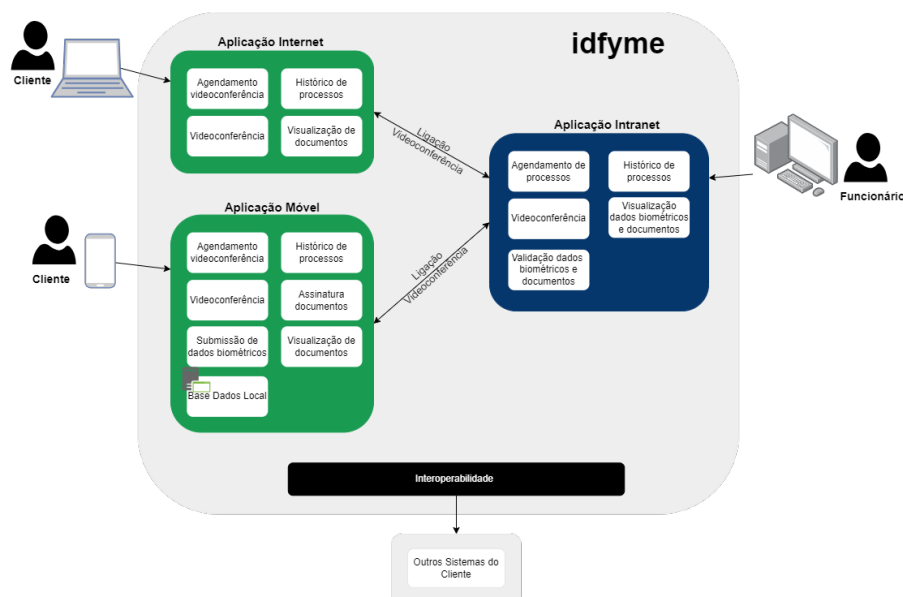 idfyme
Aplicação Internet
Cliente
Agendamento
videoconferência
Histórico de
processos
Videoconferência
Visualização de
documentos
Ligação
Videoconferência
Aplicação Intranet
Agendamento de
processos
Histórico de
processos
Videoconferência
Visualização
dados biométricos
e documentos
Validação dados
biométricos e
documentos
Funcionário
Aplicação Móvel
Cliente
Agendamento
videoconferência
Histórico de
processos
Videoconferência
Assinatura
documentos
Submissão de
dados biométricos
Visualização de
documentos
Base Dados Local
Ligação
Videoconferência
Interoperabilidade
Outros Sistemas do
Cliente